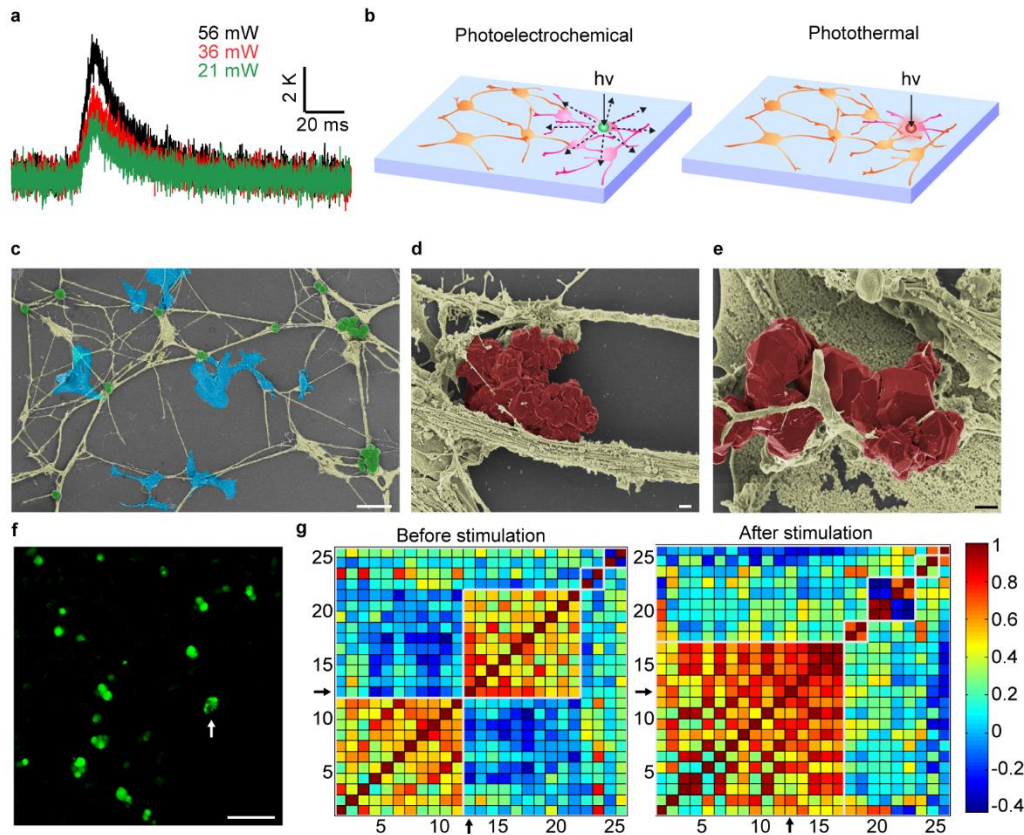 a
56 mW
36 mW
21 mW
2 K
20 ms
b
Photoelectrochemical
hν
Photothermal
hν
c
d
e
f
g
Before stimulation
25
20
15
10
5
5
10
15
20
25
After stimulation
25
20
15
10
5
5
10
15
20
25
1
0.8
0.6
0.4
0.2
0
-0.2
-0.4